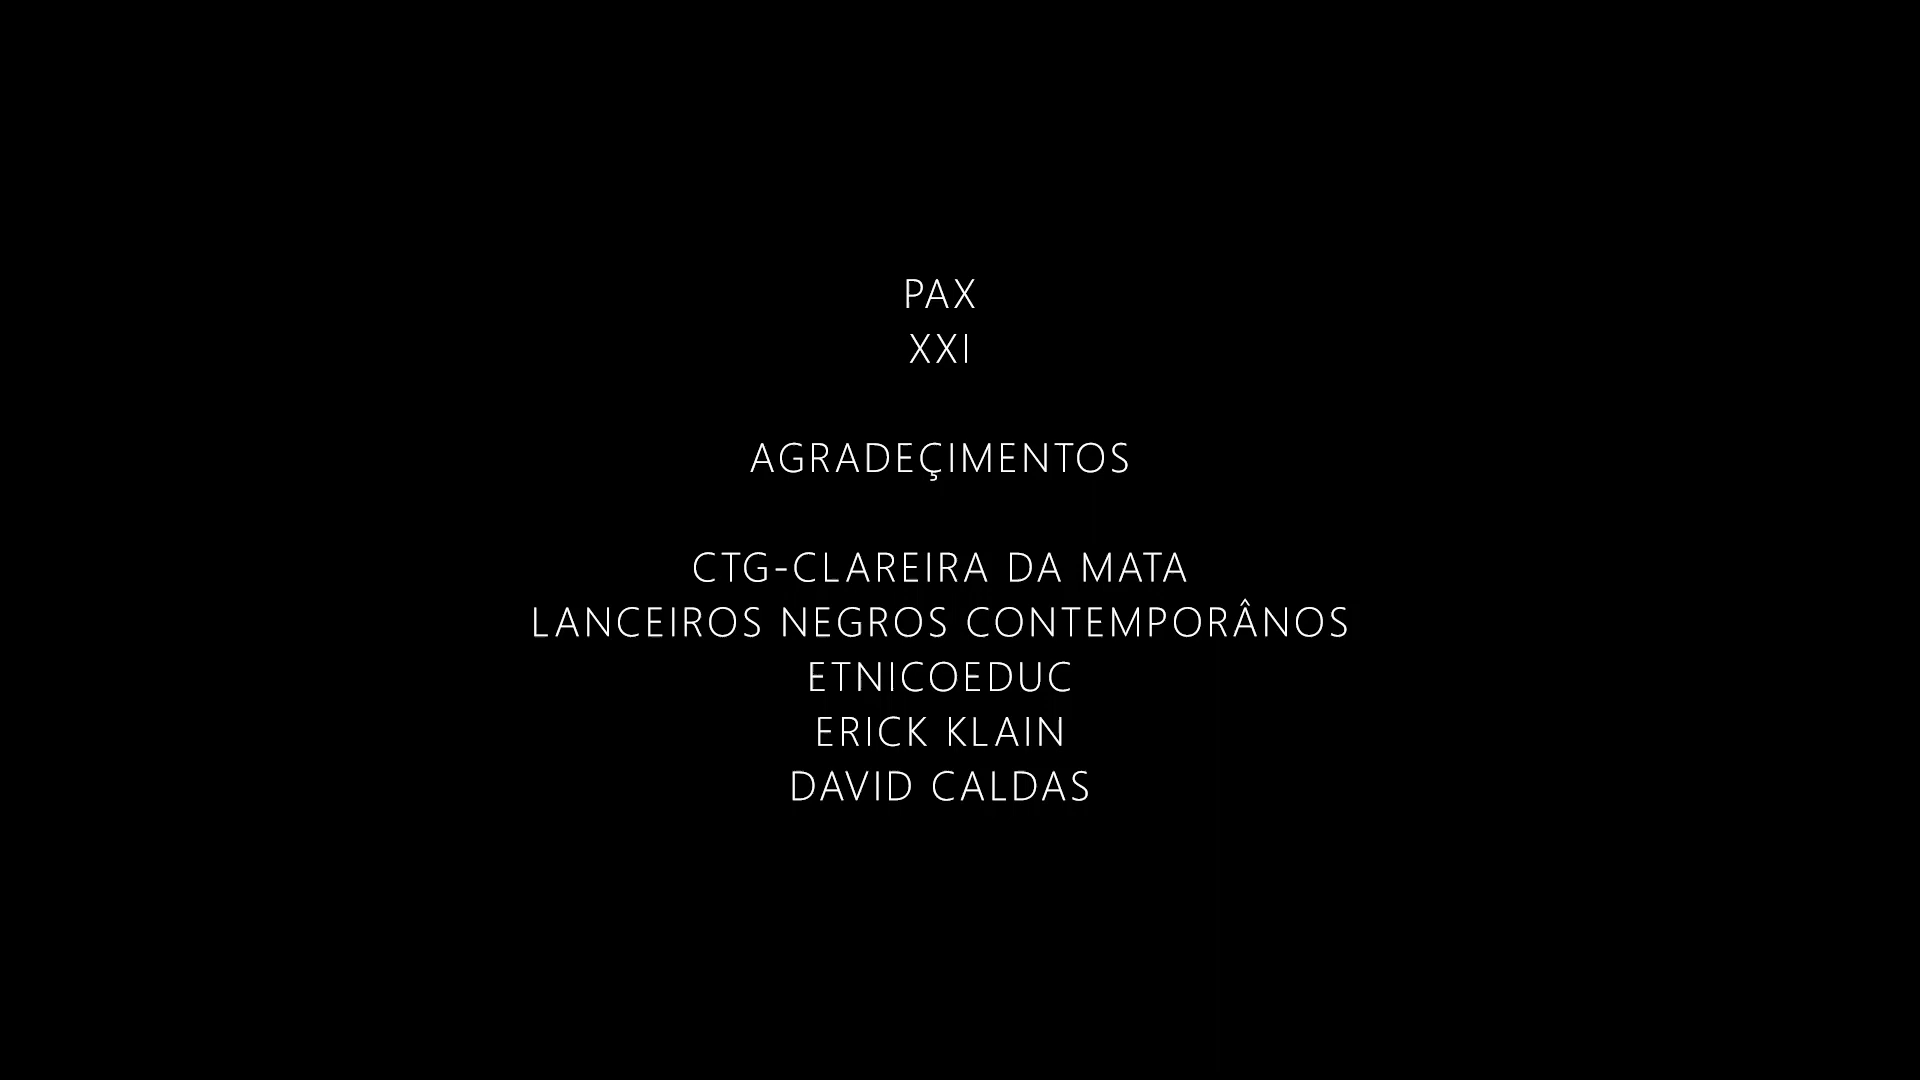 PAX
XXI
AGRADEÇIMENTOS
CTG-CLAREIRA DA MATA
LANCEIROS NEGROS CONTEMPORÂNOS
ETNICOEDUC
ERICK KLAIN
DAVID CALDAS